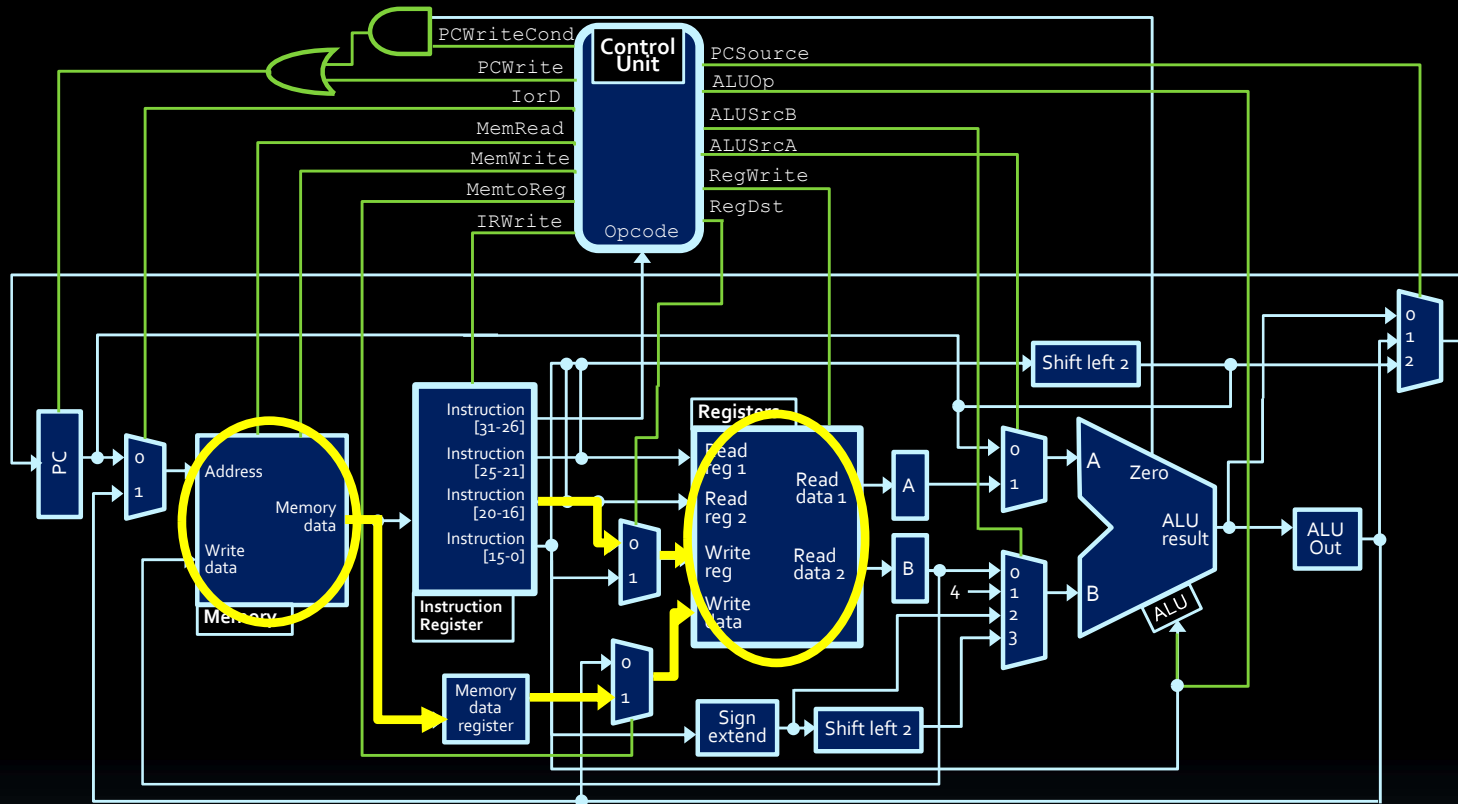 PCWriteCond
PCWrite
IorD
MemRead
MemWrite
MemtoReg
IRWrite
Control
Unit
Opcode
PCSource
ALUOp
ALUSrcB
ALUSrcA
RegWrite
RegDst
PC
0
1
Address
Memory
data
Write
data
Memory
Instruction
[31-26]
Instruction
[25-21]
Instruction
[20-16]
Instruction
[15-0]
Instruction
Register
Memory
data
register
0
1
0
1
Registers
Read
reg 1
Read
reg 2
Write
reg
Write
data
Read
data 1
Read
data 2
Sign
extend
Shift left 2
A
B
4
0
1
0
1
2
3
Shift left 2
A
B
Zero
ALU
result
ALU
ALU
Out
0
1
2